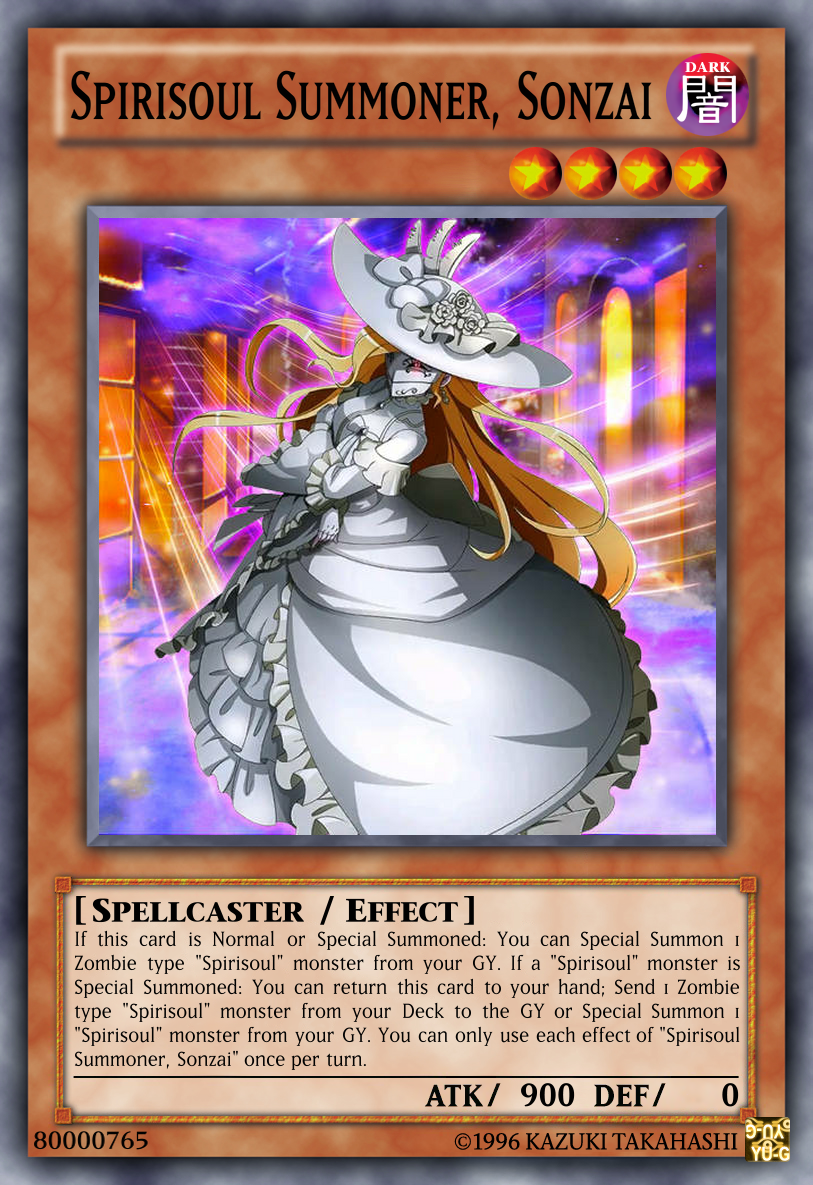 Spirisoul Summoner, Sonzai
DARK
闇
[ Spellcaster / Effect ]
If this card is Normal or Special Summoned: You can Special Summon 1
Zombie type "Spirisoul" monster from your GY. If a "Spirisoul" monster is
Special Summoned: You can return this card to your hand; Send 1 Zombie
type "Spirisoul" monster from your Deck to the GY or Special Summon 1
"Spirisoul" monster from your GY. You can only use each effect of "Spirisoul
Summoner, Sonzai" once per turn.
ATK/ 900 DEF/ 0
80000765
©1996 KAZUKI TAKAHASHI